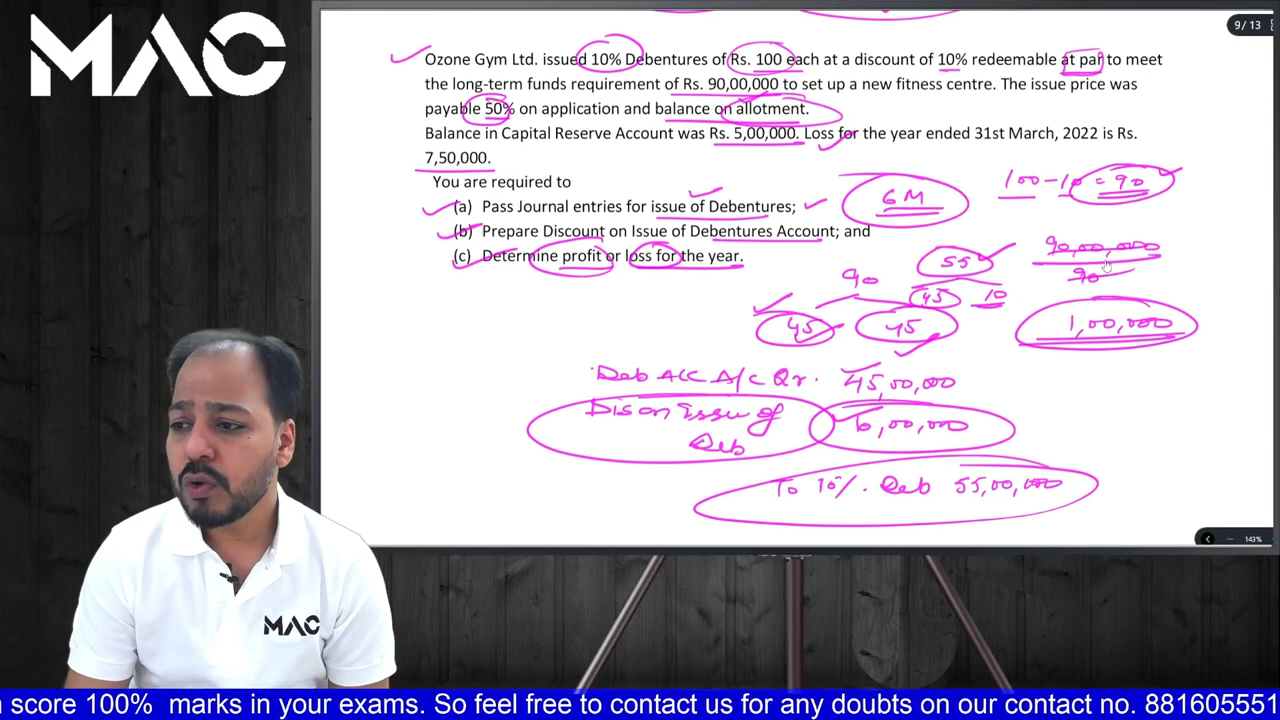 MAC
9 / 13
Ozone Gym Ltd. issued 10% Debentures of Rs. 100 each at a discount of 10% redeemable at par to meet
the long-term funds requirement of Rs. 90,00,000 to set up a new fitness centre. The issue price was
payable 50% on application and balance on allotment.
Balance in Capital Reserve Account was Rs. 5,00,000. Loss for the year ended 31st March, 2022 is Rs.
7,50,000.
You are required to
(a) Pass Journal entries for issue of Debentures;
(b) Prepare Discount on Issue of Debentures Account; and
(c) Determine profit or loss for the year.
6M
100 - 10 = 90
90,00,000
90
1,00,000
55
45 10
90
45 45
Deb All A/c Dr. 45,00,000
Dis on Issu of Deb
To 10%. Deb 55,00,000
143%
MAC
n score 100% marks in your exams. So feel free to contact us for any doubts on our contact no. 881605551